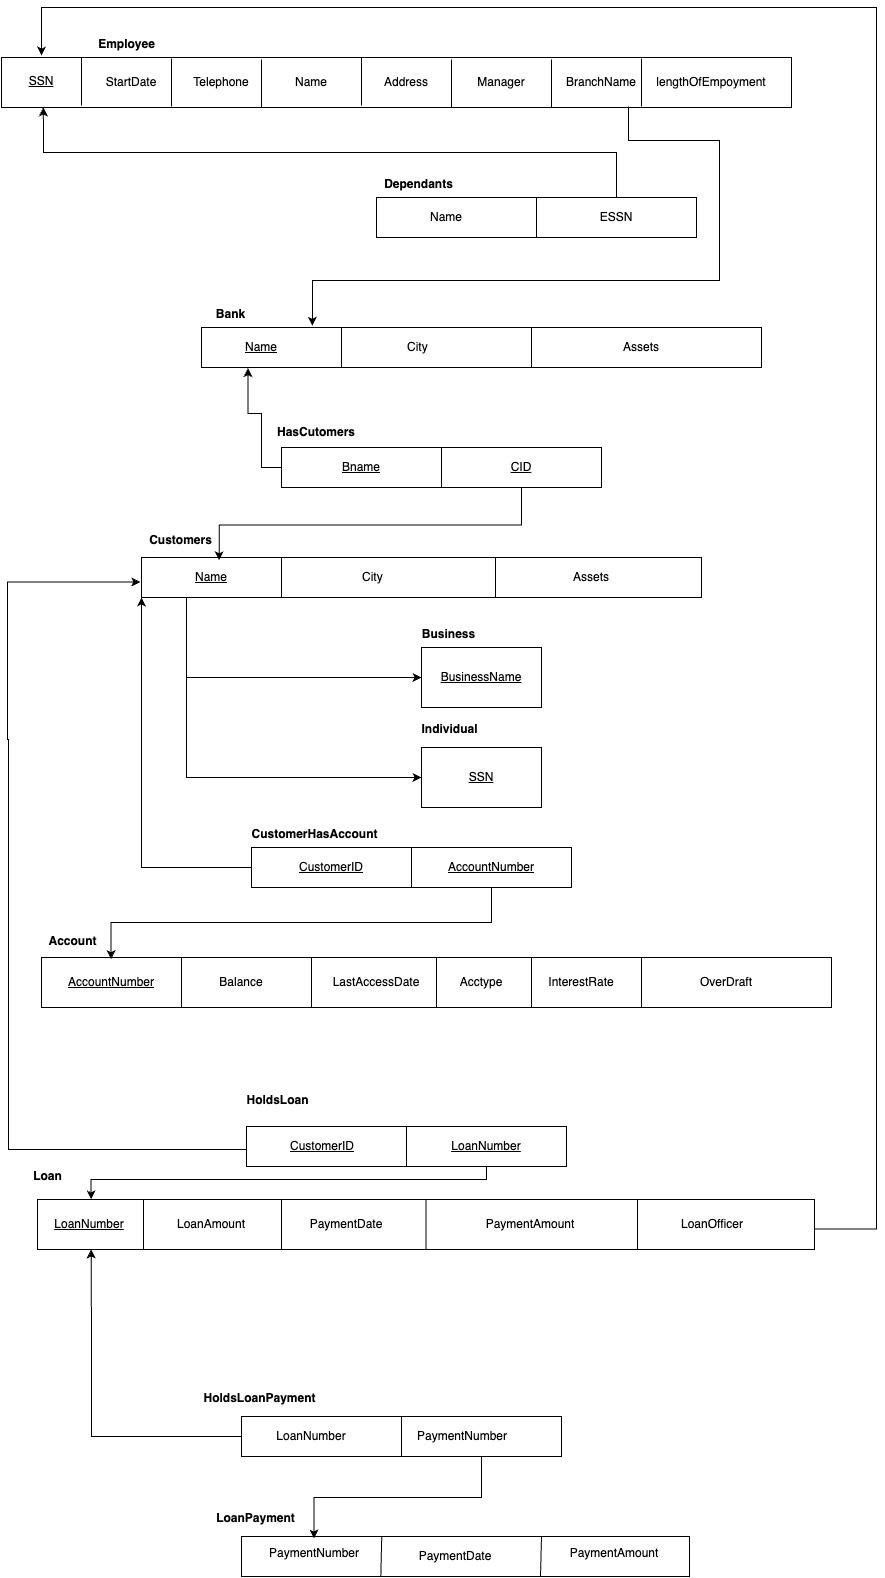 Employee
SSN StartDate Telephone Name Address Manager BranchName lengthOfEmpoyment
Dependants
Name ESSN
Bank
Name City Assets
HasCutomers
Bname CID
Customers
Name City Assets
Business
BusinessName
Individual
SSN
CustomerHasAccount
CustomerID AccountNumber
Account
AccountNumber Balance LastAccessDate Acctype InterestRate OverDraft
HoldsLoan
CustomerID LoanNumber
Loan
LoanNumber LoanAmount PaymentDate PaymentAmount LoanOfficer
HoldsLoanPayment
LoanNumber PaymentNumber
LoanPayment
PaymentNumber PaymentDate PaymentAmount